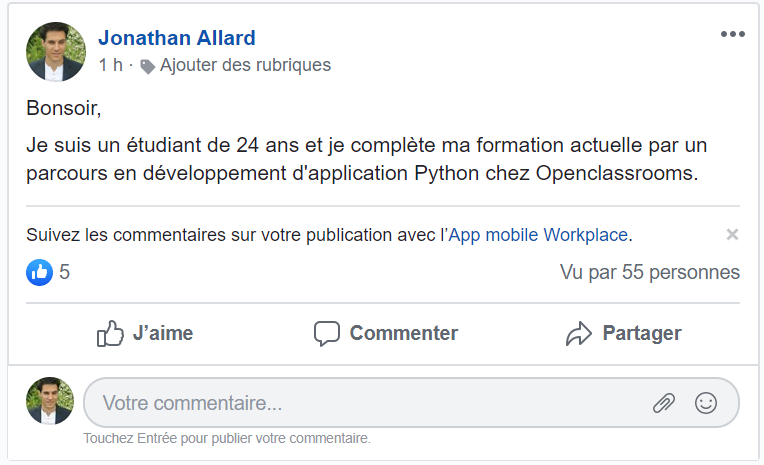 Jonathan Allard
1 h · Ajouter des rubriques
Bonsoir,
Je suis un étudiant de 24 ans et je complète ma formation actuelle par un
parcours en développement d'application Python chez Openclassrooms.
Suivez les commentaires sur votre publication avec l’App mobile Workplace.
5
Vu par 55 personnes
J’aime
Commenter
Partager
Votre commentaire...
Touchez Entrée pour publier votre commentaire.